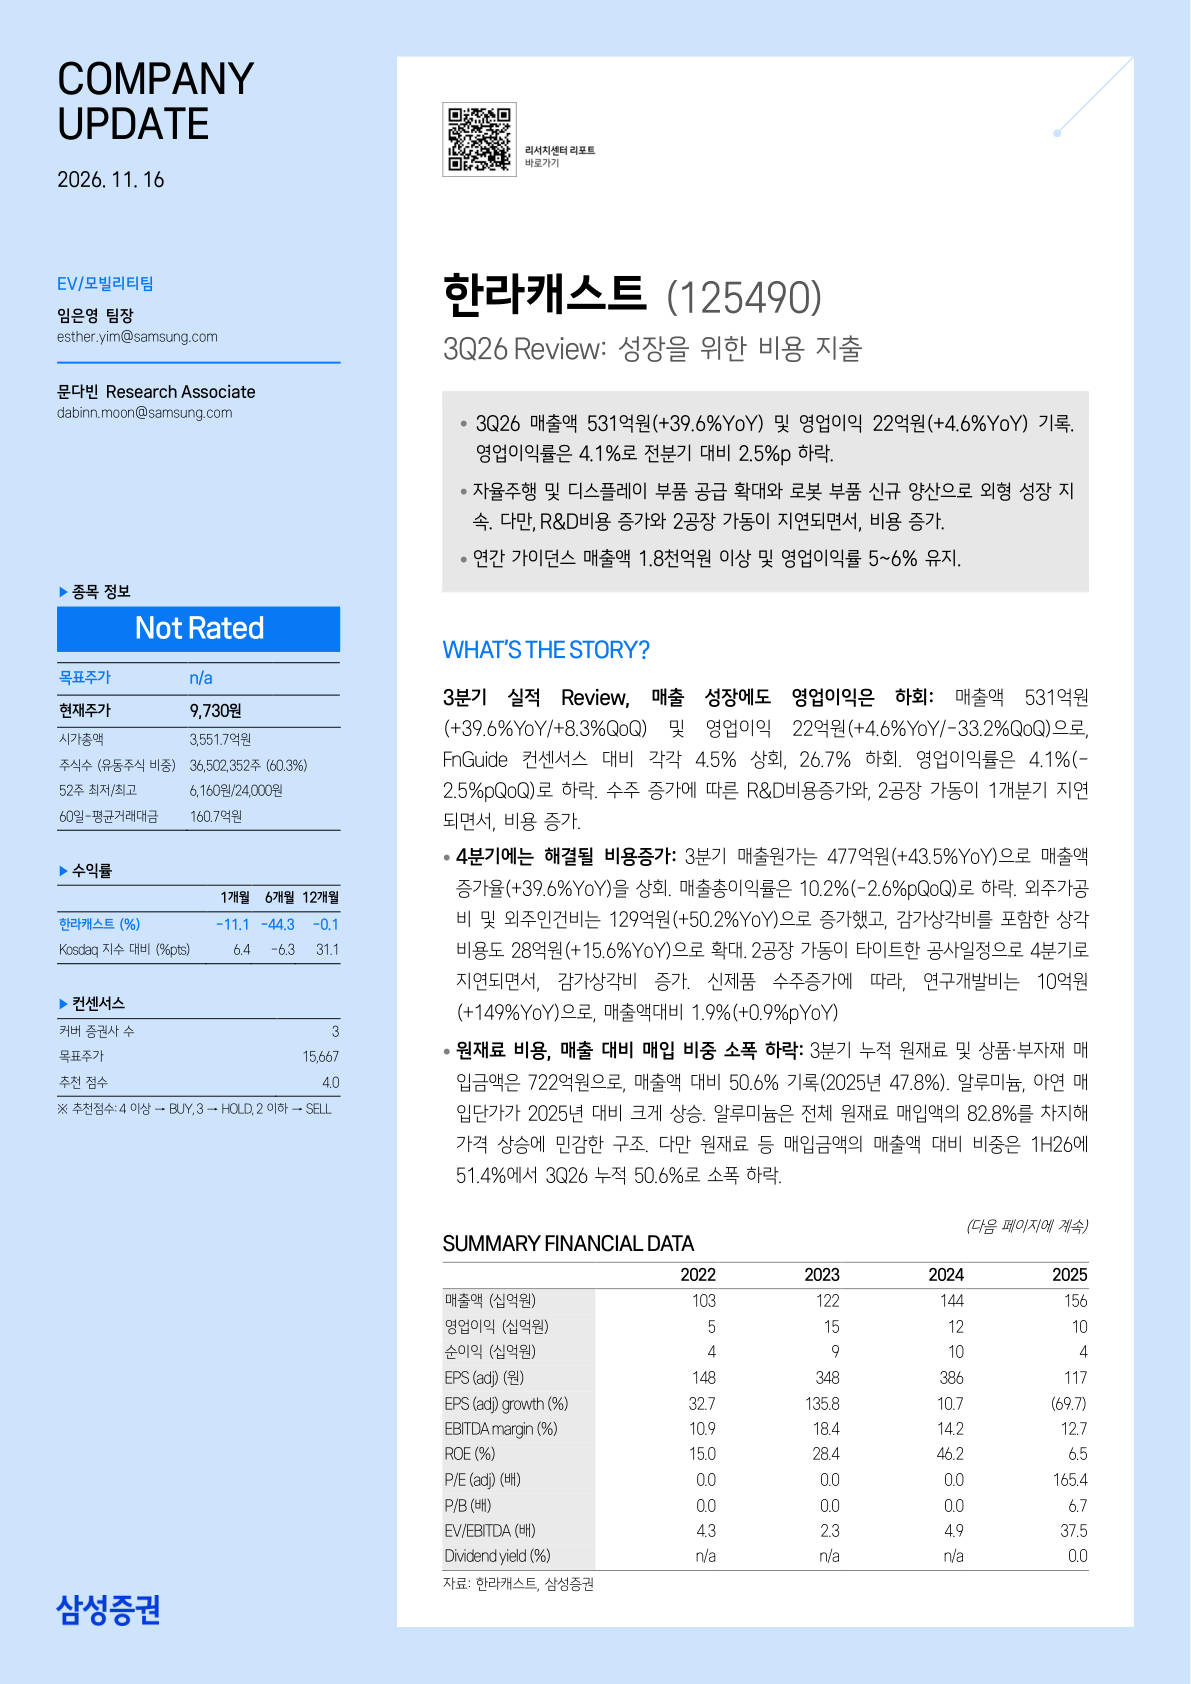 COMPANY
UPDATE
2026. 11. 16
EV/모빌리티팀
임은영 팀장
esther.yim@samsung.com
문다빈 Research Associate
dabinn.moon@samsung.com
▶ 종목 정보
Not Rated
목표주가 n/a
현재주가 9,730원
시가총액 3,551.7억원
주식수 (유동주식 비중) 36,502,352주 (60.3%)
52주 최저/최고 6,160원/24,000원
60일-평균거래대금 160.7억원
▶ 수익률
1개월 6개월 12개월
한라캐스트 (%) -11.1 -44.3 -0.1
Kosdaq 지수 대비 (%pts) 6.4 -6.3 31.1
▶ 컨센서스
커버 증권사 수 3
목표주가 15,667
추천 점수 4.0
※ 추천점수: 4 이상 → BUY, 3 → HOLD, 2 이하 → SELL
삼성증권
리서치센터 리포트
바로가기
한라캐스트 (125490)
3Q26 Review: 성장을 위한 비용 지출
• 3Q26 매출액 531억원(+39.6%YoY) 및 영업이익 22억원(+4.6%YoY) 기록.
영업이익률은 4.1%로 전분기 대비 2.5%p 하락.
• 자율주행 및 디스플레이 부품 공급 확대와 로봇 부품 신규 양산으로 외형 성장 지
속. 다만, R&D비용 증가와 2공장 가동이 지연되면서, 비용 증가.
• 연간 가이던스 매출액 1.8천억원 이상 및 영업이익률 5~6% 유지.
WHAT'S THE STORY?
3분기 실적 Review, 매출 성장에도 영업이익은 하회: 매출액 531억원
(+39.6%YoY/+8.3%QoQ) 및 영업이익 22억원(+4.6%YoY/-33.2%QoQ)으로,
FnGuide 컨센서스 대비 각각 4.5% 상회, 26.7% 하회. 영업이익률은 4.1%(-
2.5%pQoQ)로 하락. 수주 증가에 따른 R&D비용증가와, 2공장 가동이 1개분기 지연
되면서, 비용 증가.
• 4분기에는 해결될 비용증가: 3분기 매출원가는 477억원(+43.5%YoY)으로 매출액
증가율(+39.6%YoY)을 상회. 매출총이익률은 10.2%(-2.6%pQoQ)로 하락. 외주가공
비 및 외주인건비는 129억원(+50.2%YoY)으로 증가했고, 감가상각비를 포함한 상각
비용도 28억원(+15.6%YoY)으로 확대. 2공장 가동이 타이트한 공사일정으로 4분기로
지연되면서, 감가상각비 증가. 신제품 수주증가에 따라, 연구개발비는 10억원
(+149%YoY)으로, 매출액대비 1.9%(+0.9%pYoY)
• 원재료 비용, 매출 대비 매입 비중 소폭 하락: 3분기 누적 원재료 및 상품·부자재 매
입금액은 722억원으로, 매출액 대비 50.6% 기록(2025년 47.8%). 알루미늄, 아연 매
입단가가 2025년 대비 크게 상승. 알루미늄은 전체 원재료 매입액의 82.8%를 차지해
가격 상승에 민감한 구조. 다만 원재료 등 매입금액의 매출액 대비 비중은 1H26에
51.4%에서 3Q26 누적 50.6%로 소폭 하락.
(다음 페이지에 계속)
SUMMARY FINANCIAL DATA
2022 2023 2024 2025
매출액 (십억원) 103 122 144 156
영업이익 (십억원) 5 15 12 10
순이익 (십억원) 4 9 10 4
EPS (adj) (원) 148 348 386 117
EPS (adj) growth (%) 32.7 135.8 10.7 (69.7)
EBITDA margin (%) 10.9 18.4 14.2 12.7
ROE (%) 15.0 28.4 46.2 6.5
P/E (adj) (배) 0.0 0.0 0.0 165.4
P/B (배) 0.0 0.0 0.0 6.7
EV/EBITDA (배) 4.3 2.3 4.9 37.5
Dividend yield (%) n/a n/a n/a 0.0
자료: 한라캐스트, 삼성증권